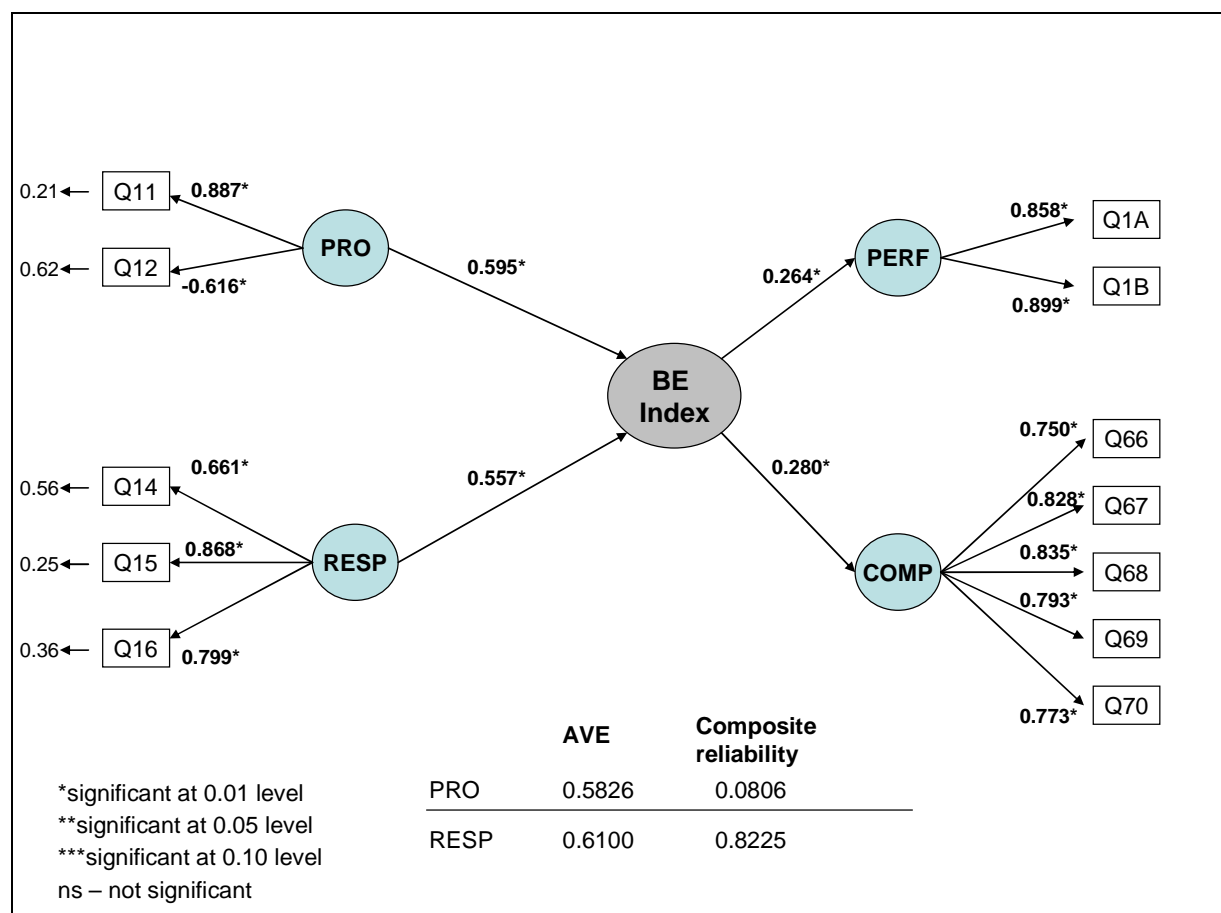 0.21
Q11
0.887*
0.62
Q12
-0.616*
PRO
0.595*
0.56
Q14
0.661*
0.25
Q15
0.868*
0.36
Q16
0.799*
RESP
0.557*
BE
Index
0.264*
PERF
0.858*
Q1A
0.899*
Q1B
0.280*
COMP
0.750*
Q66
0.828*
Q67
0.835*
Q68
0.793*
Q69
0.773*
Q70
AVE Composite
reliability
PRO 0.5826 0.0806
RESP 0.6100 0.8225
*significant at 0.01 level
**significant at 0.05 level
***significant at 0.10 level
ns – not significant